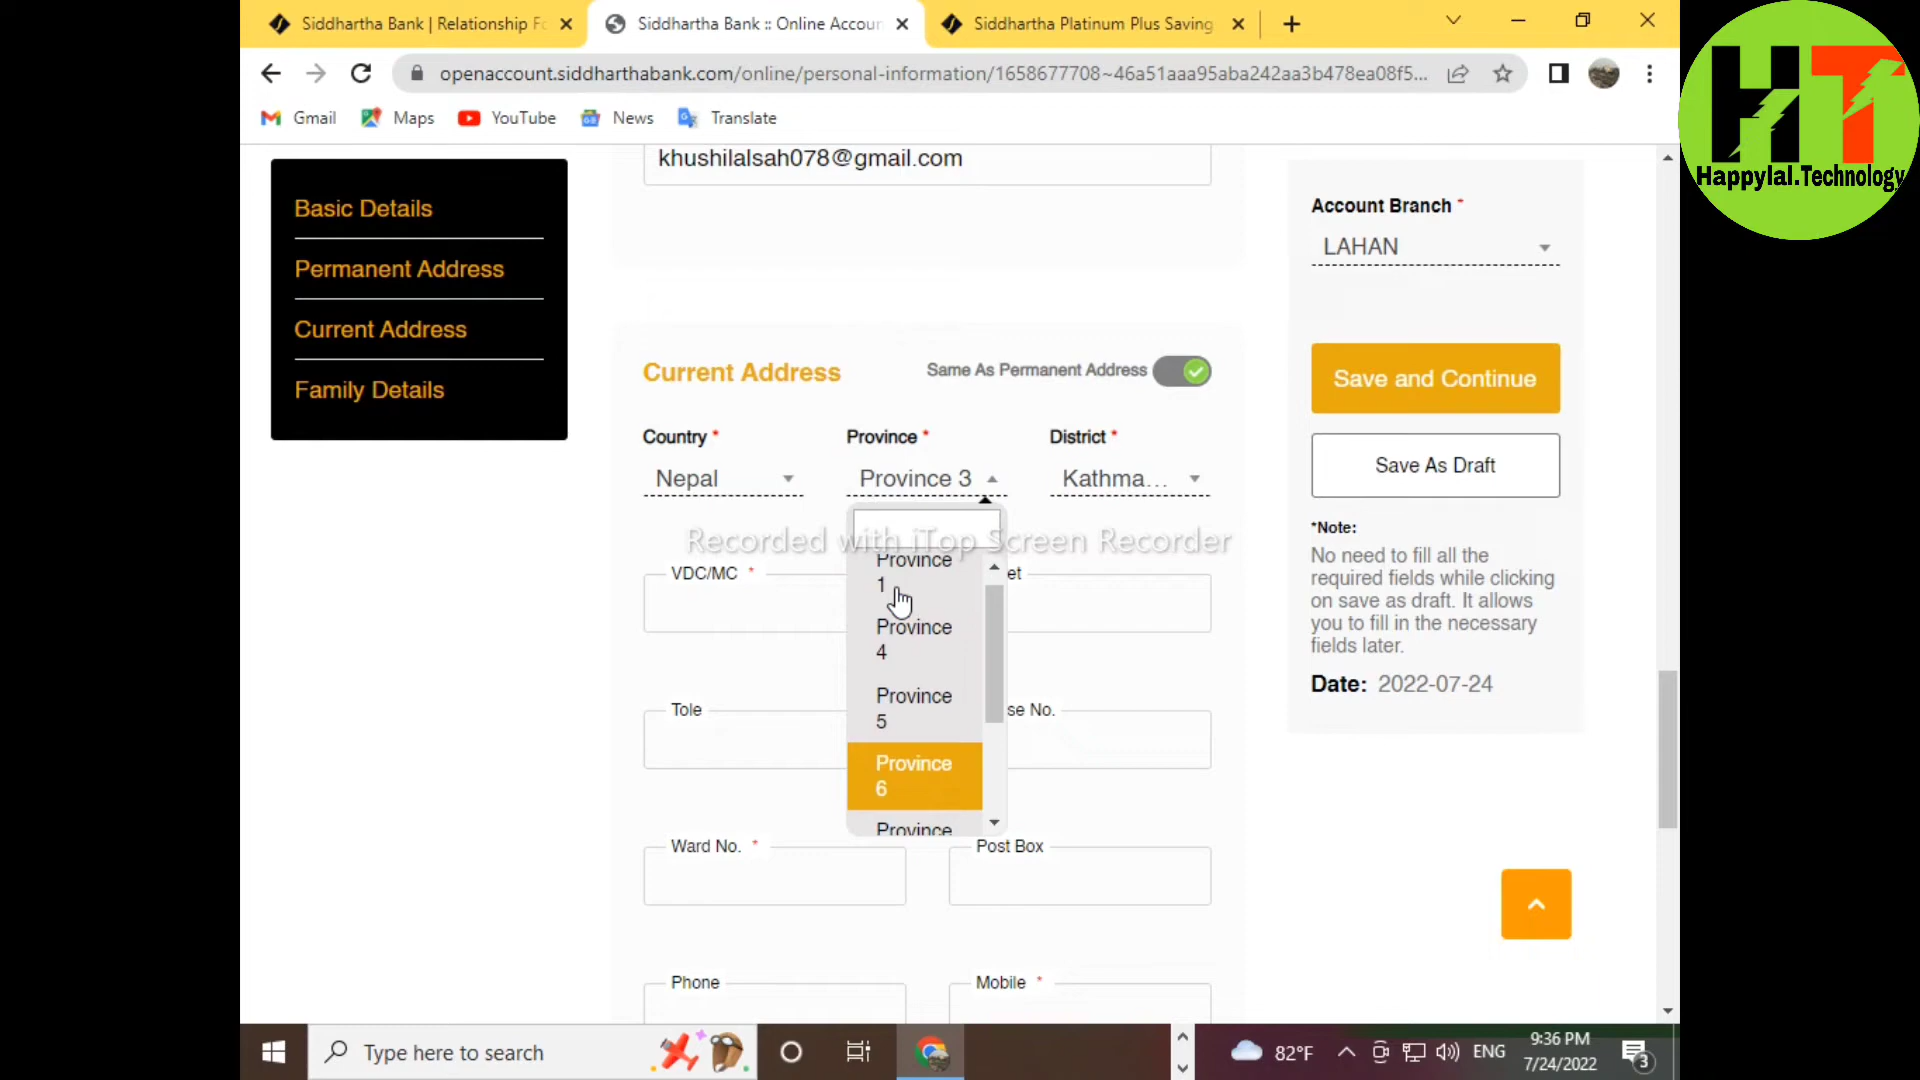 Siddhartha Bank | Relationship Fo
Siddhartha Bank :: Online Accoun
Siddhartha Platinum Plus Saving
openaccount.siddharthabank.com/online/personal-information/1658677708~46a51aaa95aba242aa3b478ea08f5...
Gmail
Maps
YouTube
News
Translate
HT
Happylal.Technology
Basic Details
Permanent Address
Current Address
Family Details
khushilalsah078@gmail.com
Current Address
Same As Permanent Address
Country *
Province *
District *
Nepal
Province 3
Kathma...
Recorded with iTop Screen Recorder
Province
1
Province
4
Province
5
Province
6
Province
VDC/MC *
et
Tole
se No.
Ward No. *
Post Box
Phone
Mobile *
Account Branch *
LAHAN
Save and Continue
Save As Draft
*Note:
No need to fill all the
required fields while clicking
on save as draft. It allows
you to fill in the necessary
fields later.
Date: 2022-07-24
Type here to search
82°F
ENG
9:36 PM
7/24/2022
3